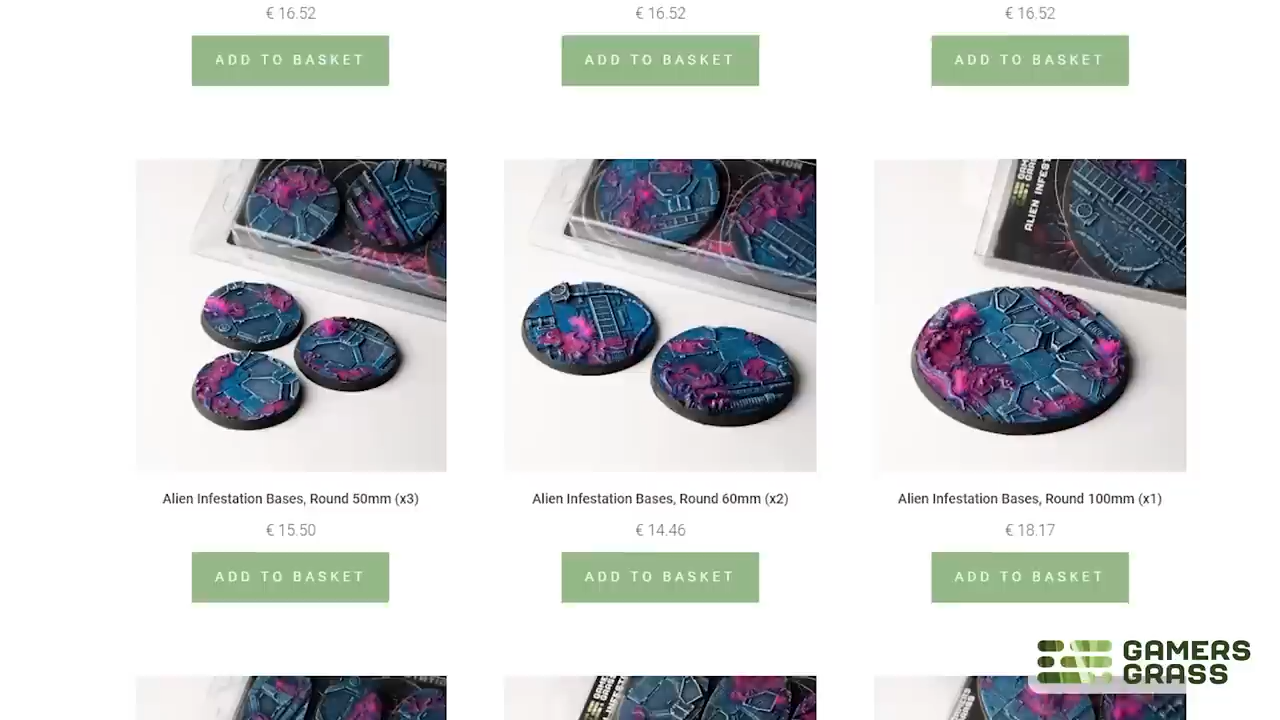 € 16.52
€ 16.52
€ 16.52
ADD TO BASKET
ADD TO BASKET
ADD TO BASKET
ALIEN INFEST
Alien Infestation Bases, Round 50mm (x3)
Alien Infestation Bases, Round 60mm (x2)
Alien Infestation Bases, Round 100mm (x1)
€ 15.50
€ 14.46
€ 18.17
ADD TO BASKET
ADD TO BASKET
ADD TO BASKET
GAMERS
GRASS